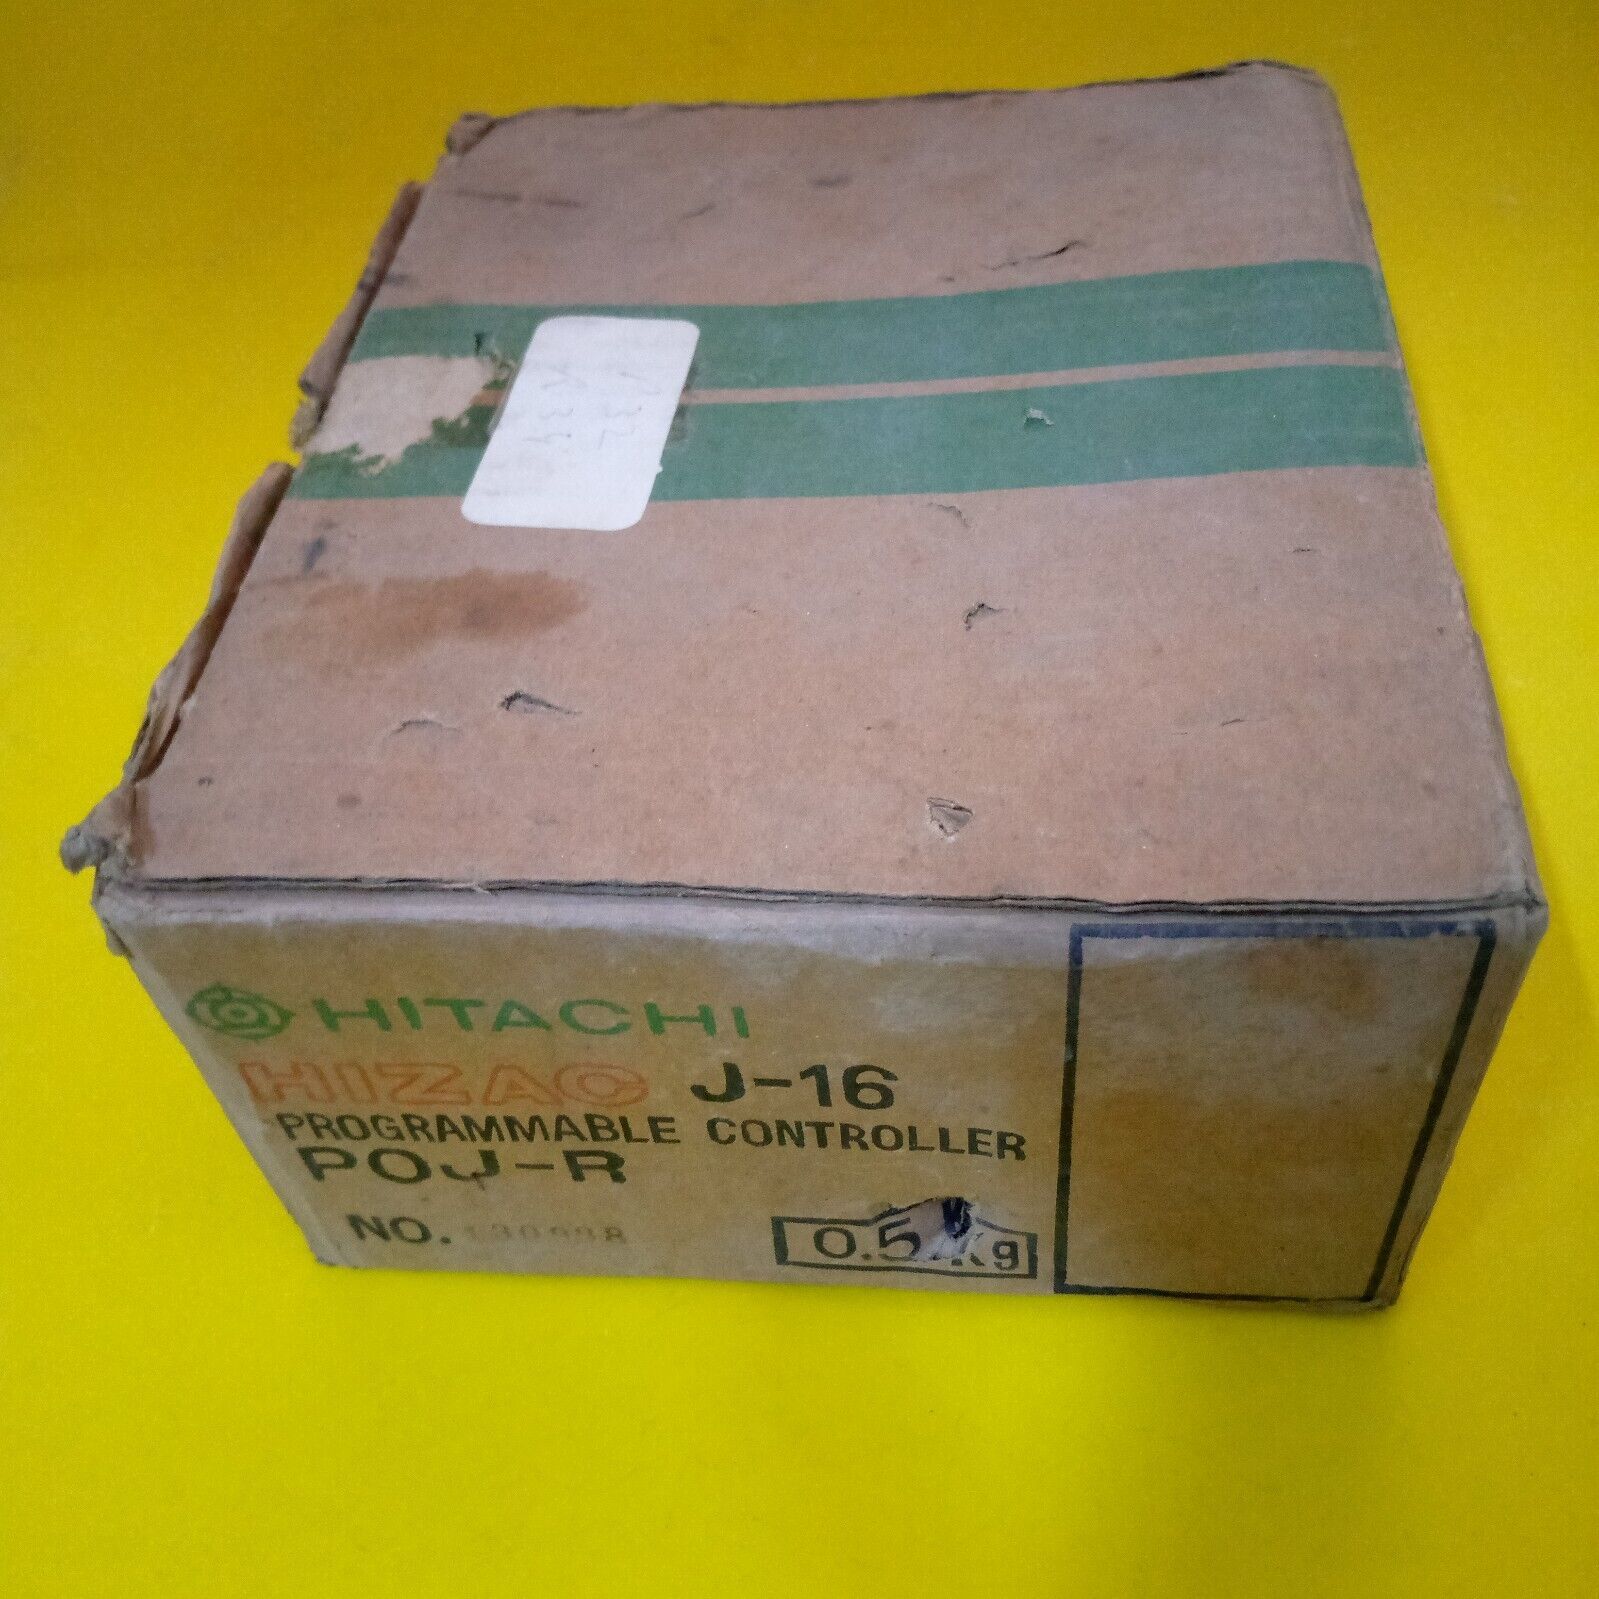 HITACHI
HIZAC J-16
PROGRAMMABLE CONTROLLER
POJ-R
NO.
0.5 Kg